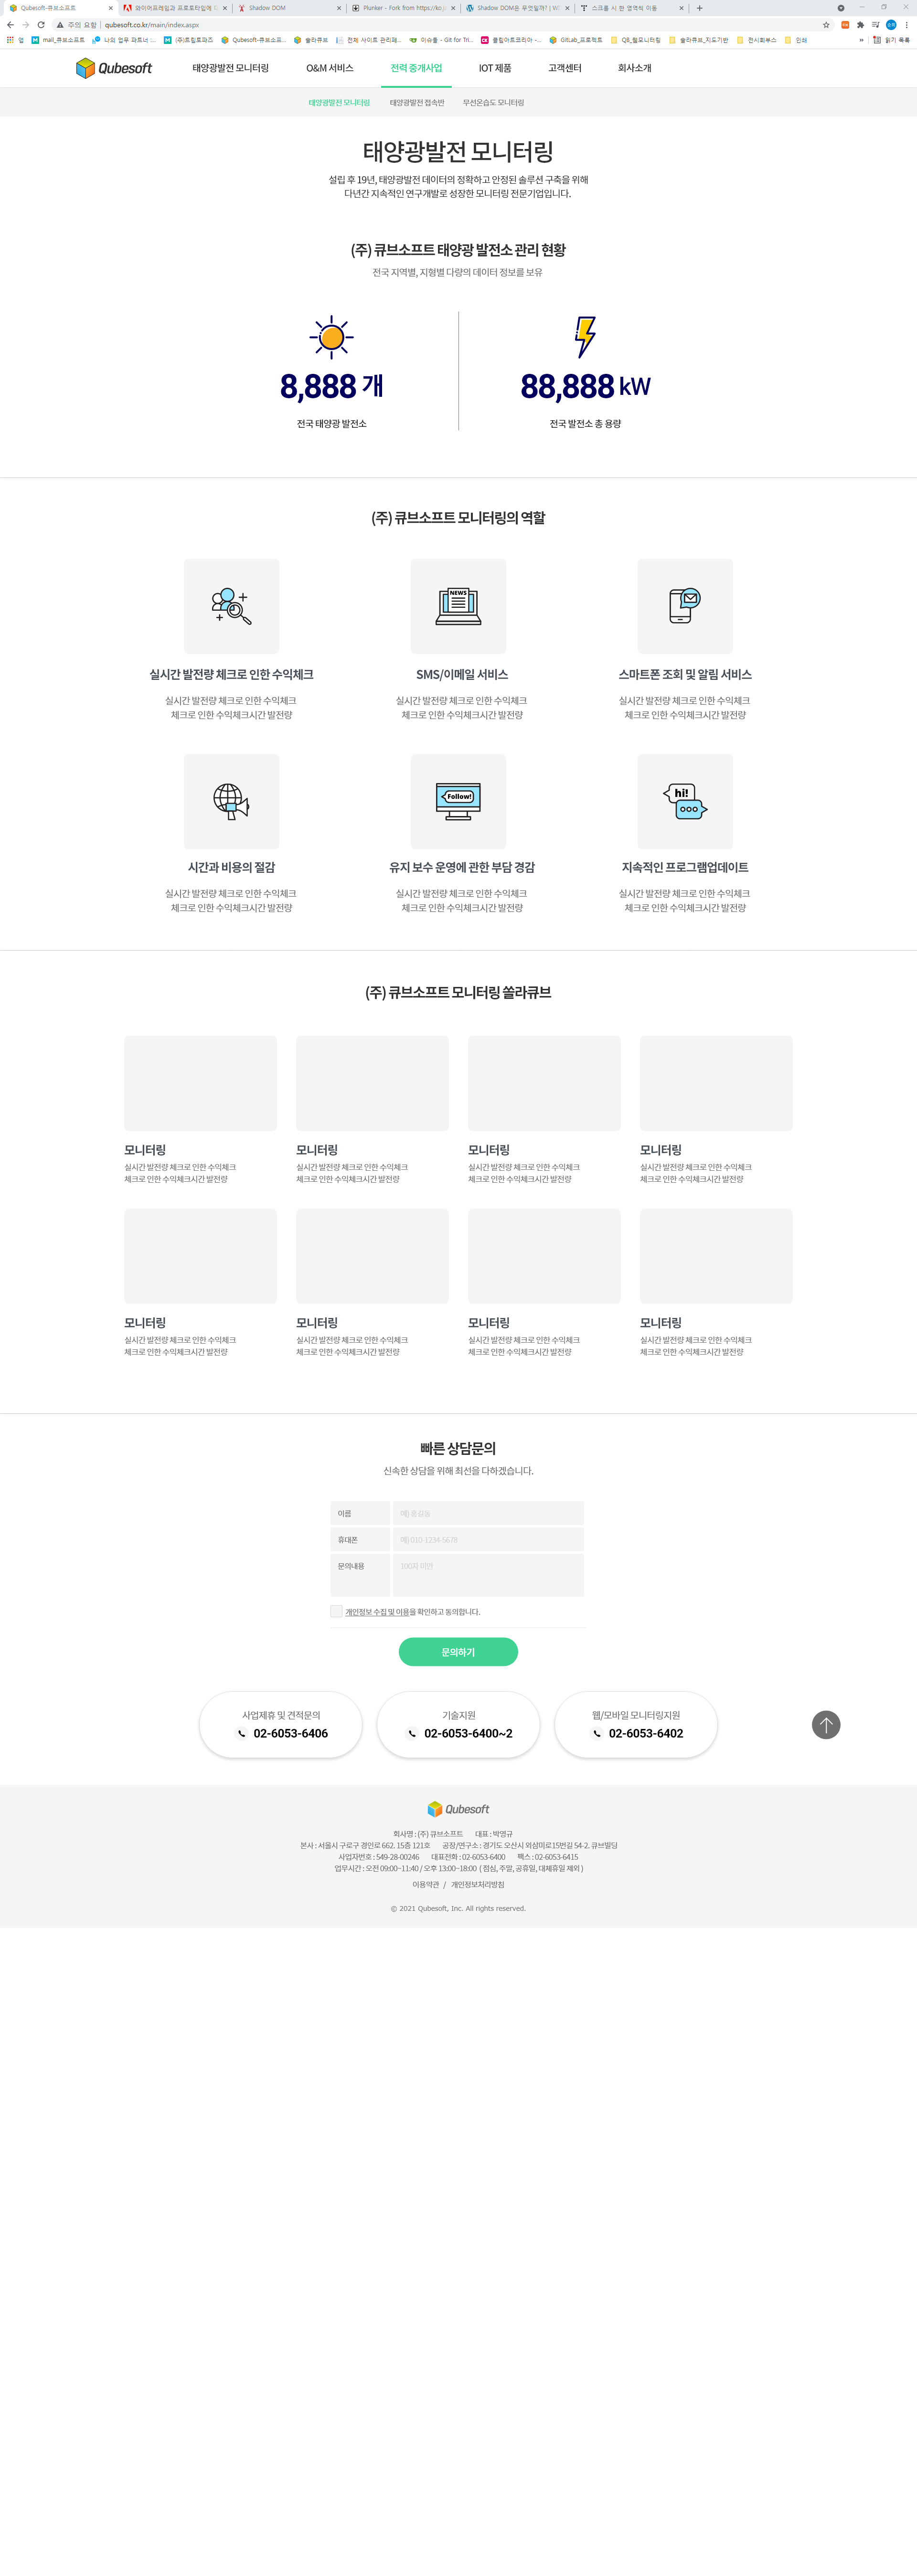 Qubesoft-큐브소프트
와이어프레임과 프로토타입에 대
Shadow DOM
Plunker - Fork from https://ko.j
Shadow DOM은 무엇일까? | Wi
스크롤 시 한 영역씩 이동
주의 요함 | qubesoft.co.kr/main/index.aspx
앱
mail_큐브소프트
나의 업무 파트너 :...
(주)트립토파즈
Qubesoft-큐브소프...
솔라큐브
전체 사이트 관리페...
이슈들 - Git for Tri...
클립아트코리아 -...
GitLab_프로젝트
QB_웹모니터링
솔라큐브_지도기반
전시회부스
인쇄
읽기 목록
Qubesoft
태양광발전 모니터링
O&M 서비스
전력 중개사업
IOT 제품
고객센터
회사소개
태양광발전 모니터링
태양광발전 접속반
무선온습도 모니터링
태양광발전 모니터링
설립 후 19년, 태양광발전 데이터의 정확하고 안정된 솔루션 구축을 위해
다년간 지속적인 연구개발로 성장한 모니터링 전문기업입니다.
(주) 큐브소프트 태양광 발전소 관리 현황
전국 지역별, 지형별 다량의 데이터 정보를 보유
8,888 개
88,888 kW
전국 태양광 발전소
전국 발전소 총 용량
(주) 큐브소프트 모니터링의 역할
NEWS
실시간 발전량 체크로 인한 수익체크
SMS/이메일 서비스
스마트폰 조회 및 알림 서비스
실시간 발전량 체크로 인한 수익체크
체크로 인한 수익체크시간 발전량
실시간 발전량 체크로 인한 수익체크
체크로 인한 수익체크시간 발전량
실시간 발전량 체크로 인한 수익체크
체크로 인한 수익체크시간 발전량
Follow!
hi!
시간과 비용의 절감
유지 보수 운영에 관한 부담 경감
지속적인 프로그램업데이트
실시간 발전량 체크로 인한 수익체크
체크로 인한 수익체크시간 발전량
실시간 발전량 체크로 인한 수익체크
체크로 인한 수익체크시간 발전량
실시간 발전량 체크로 인한 수익체크
체크로 인한 수익체크시간 발전량
(주) 큐브소프트 모니터링 쏠라큐브
모니터링
실시간 발전량 체크로 인한 수익체크
체크로 인한 수익체크시간 발전량
모니터링
실시간 발전량 체크로 인한 수익체크
체크로 인한 수익체크시간 발전량
모니터링
실시간 발전량 체크로 인한 수익체크
체크로 인한 수익체크시간 발전량
모니터링
실시간 발전량 체크로 인한 수익체크
체크로 인한 수익체크시간 발전량
모니터링
실시간 발전량 체크로 인한 수익체크
체크로 인한 수익체크시간 발전량
모니터링
실시간 발전량 체크로 인한 수익체크
체크로 인한 수익체크시간 발전량
모니터링
실시간 발전량 체크로 인한 수익체크
체크로 인한 수익체크시간 발전량
모니터링
실시간 발전량 체크로 인한 수익체크
체크로 인한 수익체크시간 발전량
빠른 상담문의
신속한 상담을 위해 최선을 다하겠습니다.
이름
예) 홍길동
휴대폰
예) 010-1234-5678
문의내용
300자 미만
개인정보 수집 및 이용을 확인하고 동의합니다.
문의하기
사업제휴 및 견적문의
02-6053-6406
기술지원
02-6053-6400~2
웹/모바일 모니터링지원
02-6053-6402
Qubesoft
회사명 : (주) 큐브소프트 대표 : 박명규
본사 : 서울시 구로구 경인로 662. 15층 121호 공장/연구소 : 경기도 오산시 외삼미로15번길 54-2. 큐브빌딩
사업자번호 : 549-28-00246 대표전화 : 02-6053-6400 팩스 : 02-6053-6415
업무시간 : 오전 09:00~11:40 / 오후 13:00~18:00 ( 점심, 주말, 공휴일, 대체휴일 제외 )
이용약관 / 개인정보처리방침
© 2021 Qubesoft, Inc. All rights reserved.